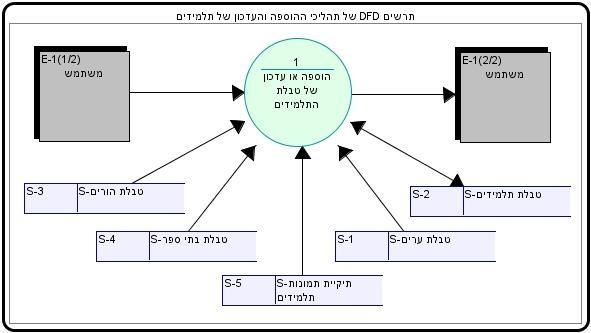 תרשים DFD של תהליכי ההוספה והעדכון של תלמידים
E-1(1/2)
משתמש
1
הוספה או עדכון
של טבלת
התלמידים
E-1(2/2)
משתמש
S-3
S-טבלת הורים
S-2
S-טבלת תלמידים
S-4
S-טבלת בתי ספר
S-1
S-טבלת ערים
S-5
S-תיקיית תמונות
תלמידים